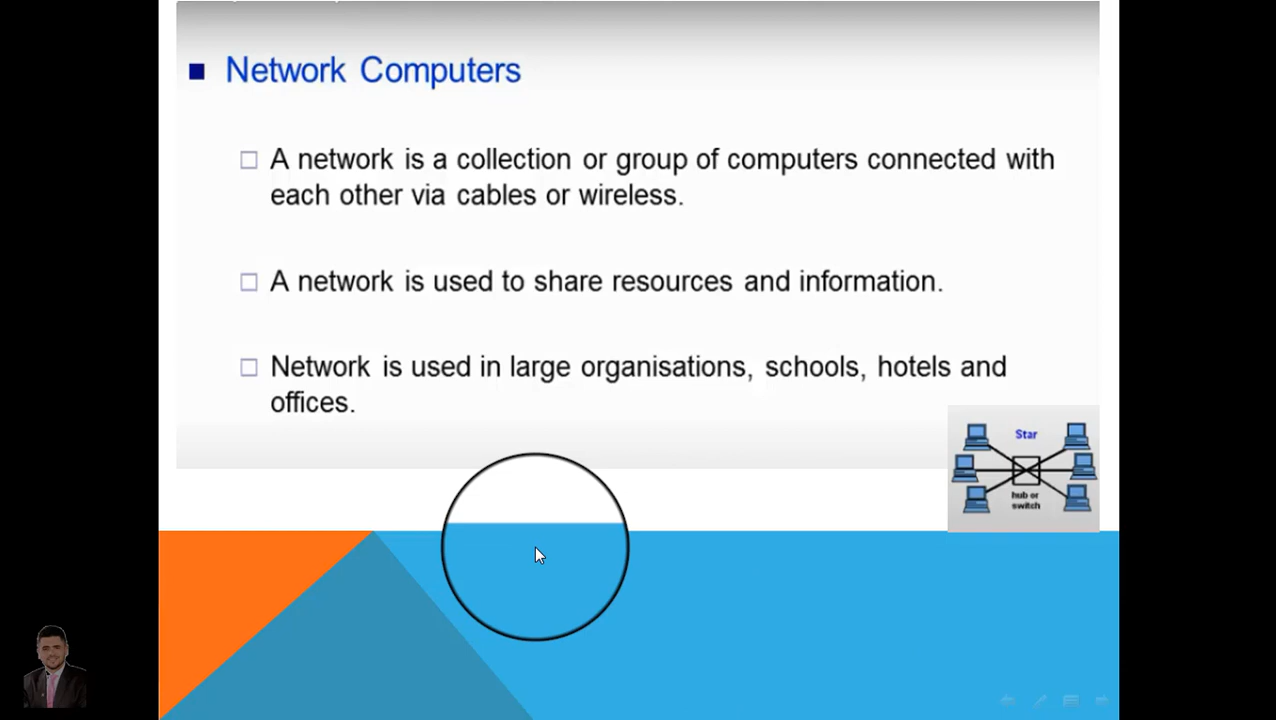 Network Computers
A network is a collection or group of computers connected with
each other via cables or wireless.
A network is used to share resources and information.
Network is used in large organisations, schools, hotels and
offices.
Star
hub or
switch